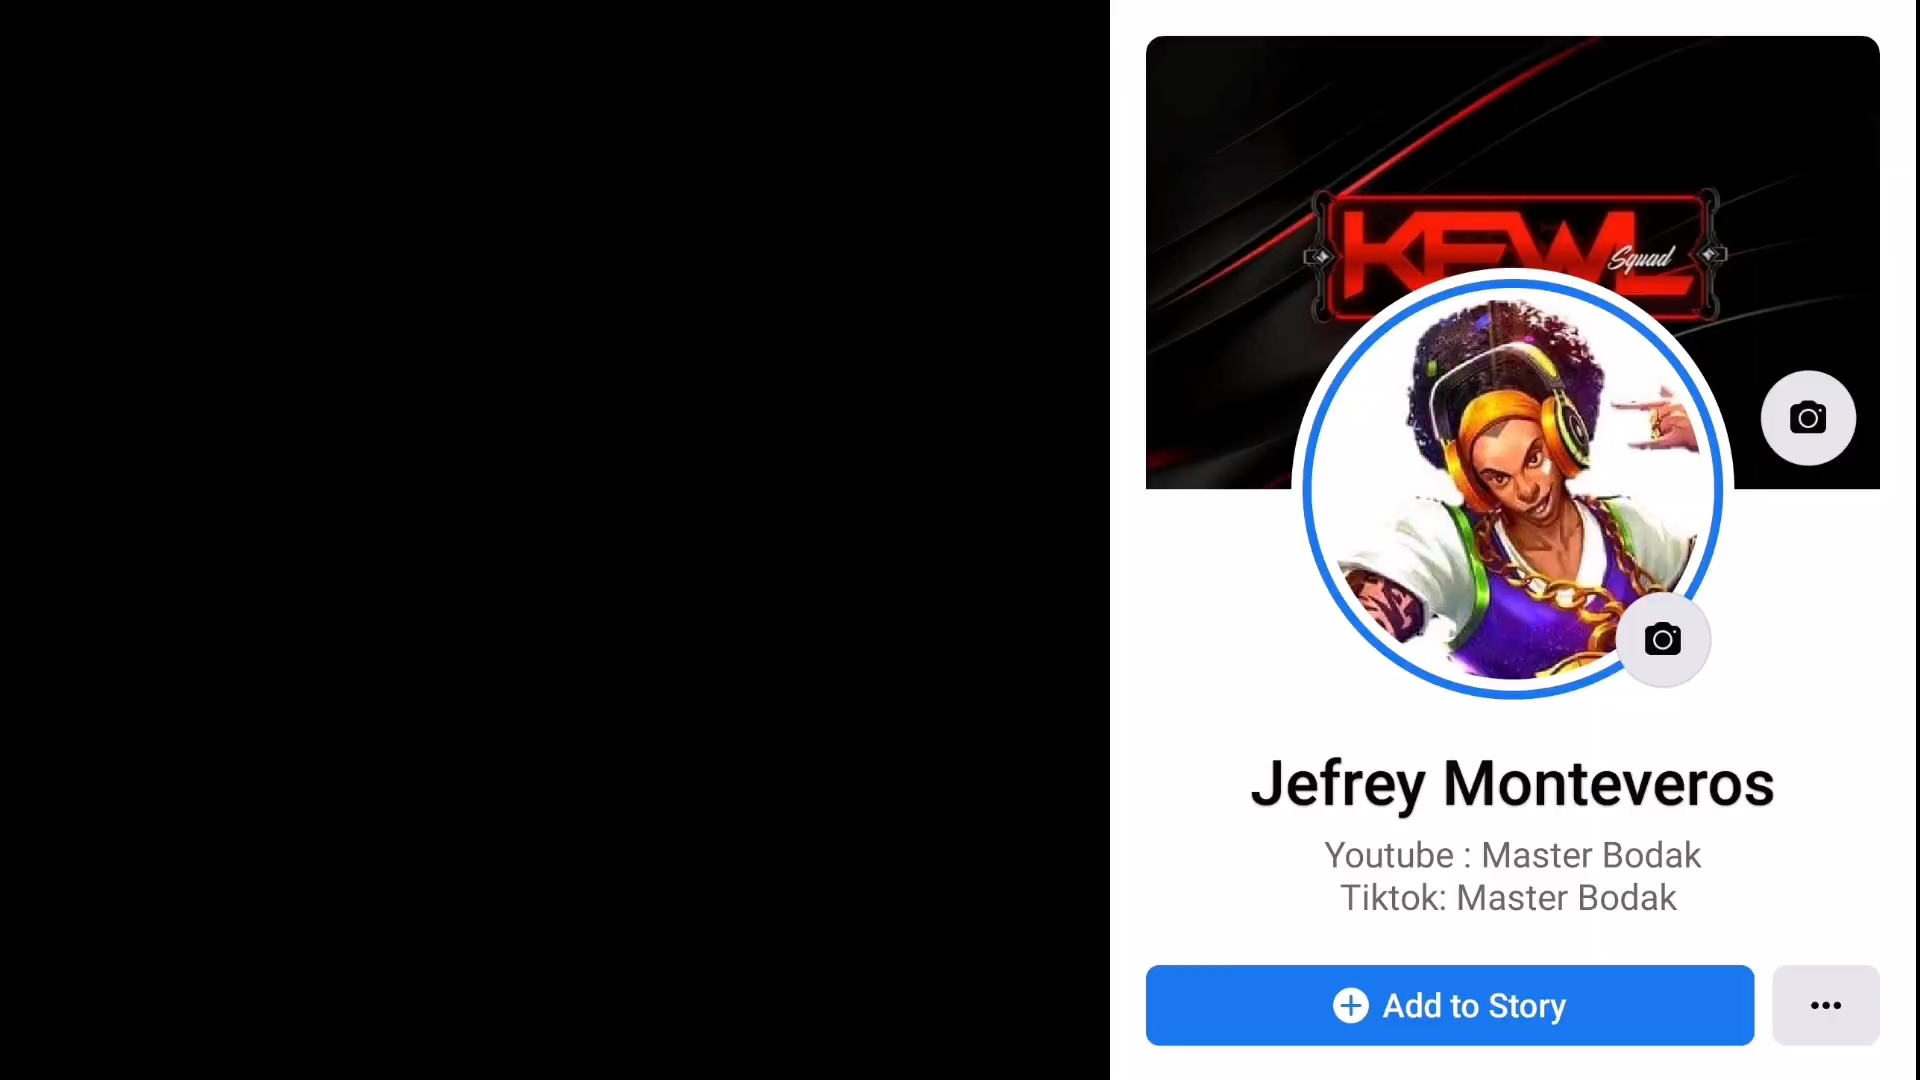 KEWL
Squad
Jefrey Monteveros
Youtube : Master Bodak
Tiktok: Master Bodak
Add to Story